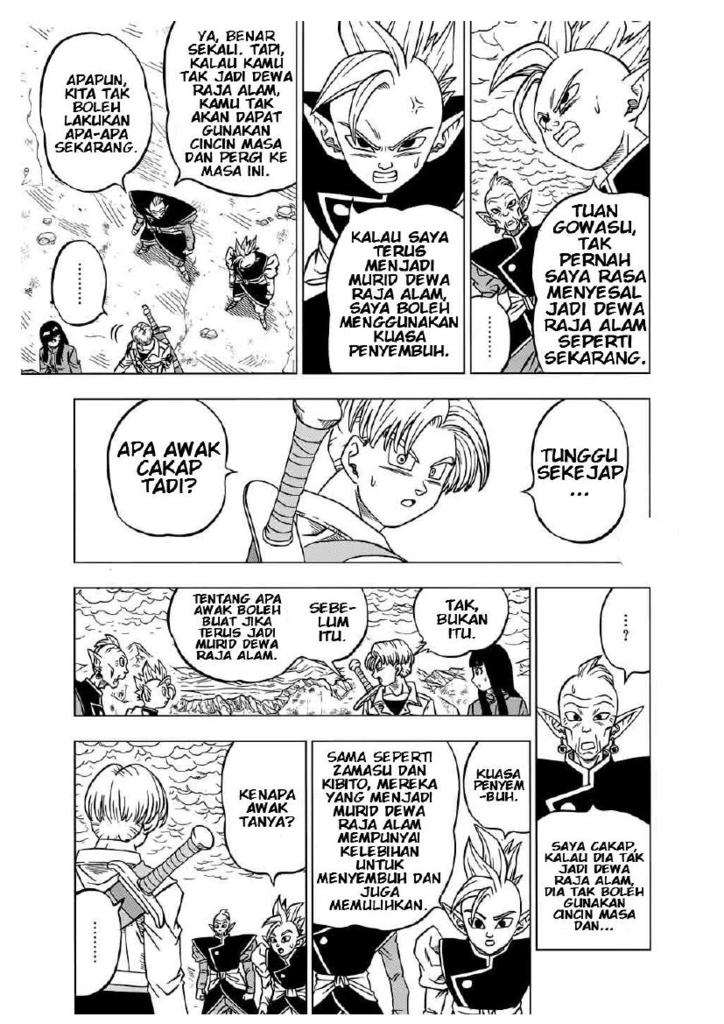 TUAN
GOWASU,
TAK
PERNAH
SAYA RASA
MENYESAL
JADI DEWA
RAJA ALAM
SEPERTI
SEKARANG.
......
KALAU SAYA
TERUS
MENJADI
MURID DEWA
RAJA ALAM,
SAYA BOLEH
MENGGUNAKAN
KUASA
PENYEMBUH.
YA, BENAR
SEKALI. TAPI,
KALAU KAMU
TAK JADI DEWA
RAJA ALAM,
KAMU TAK
AKAN DAPAT
GUNAKAN
CINCIN MASA
DAN PERGI KE
MASA INI.
APAPUN,
KITA TAK
BOLEH
LAKUKAN
APA-APA
SEKARANG.
......
TUNGGU
SEKEJAP
...
APA AWAK
CAKAP
TADI?
...?
SAYA CAKAP,
KALAU DIA TAK
JADI DEWA
RAJA ALAM,
DIA TAK BOLEH
GUNAKAN
CINCIN MASA
DAN...
TAK,
BUKAN
ITU.
SEBE-
LUM
ITU.
TENTANG APA
AWAK BOLEH
BUAT JIKA
TERUS JADI
MURID DEWA
RAJA ALAM.
KUASA
PENYEM
-BUH.
SAMA SEPERTI
ZAMASU DAN
KIBITO, MEREKA
YANG MENJADI
MURID DEWA
RAJA ALAM
MEMPUNYAI
KELEBIHAN
UNTUK
MENYEMBUH DAN
JUGA
MEMULIHKAN.
KENAPA
AWAK
TANYA?
......